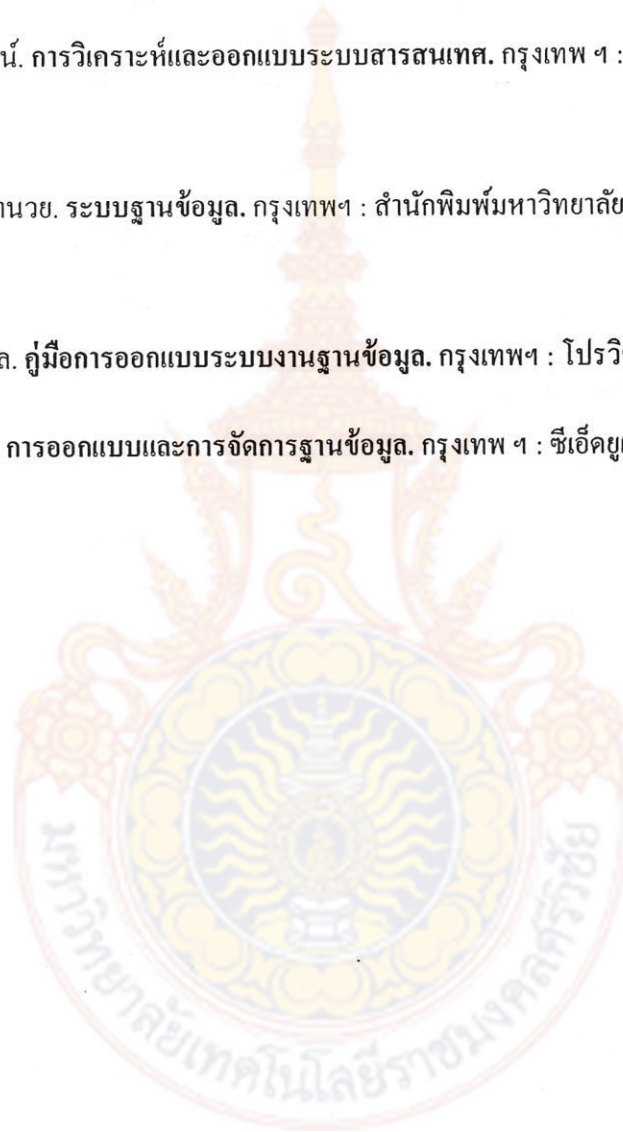 น์. การวิเคราะห์และออกแบบระบบสารสนเทศ. กรุงเทพ ฯ :
นวย. ระบบฐานข้อมูล. กรุงเทพฯ : สำนักพิมพ์มหาวิทยาลัย
ล. คู่มือการออกแบบระบบงานฐานข้อมูล. กรุงเทพฯ : โปรวิ
การออกแบบและการจัดการฐานข้อมูล. กรุงเทพ ฯ : ซีเอ็ดยู
มหาวิทยาลัยเทคโนโลยีราชมงคลศรีวิชัย